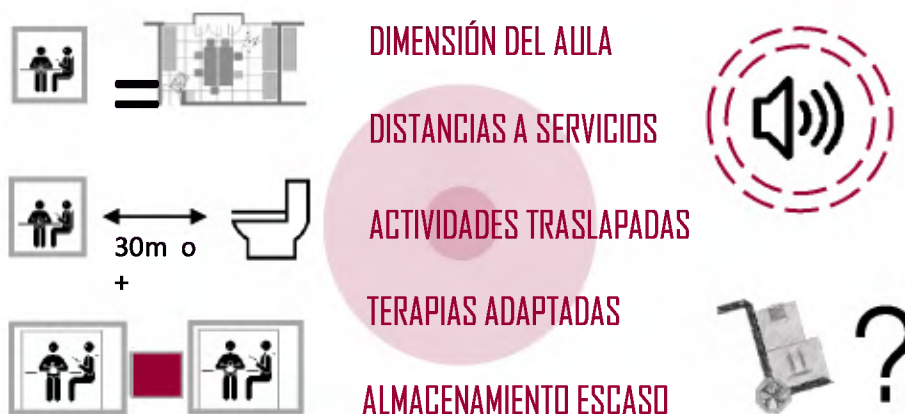 DIMENSIÓN DEL AULA
=
DISTANCIAS A SERVICIOS
ACTIVIDADES TRASLAPADAS
30m o
+
TERAPIAS ADAPTADAS
?
ALMACENAMIENTO ESCASO